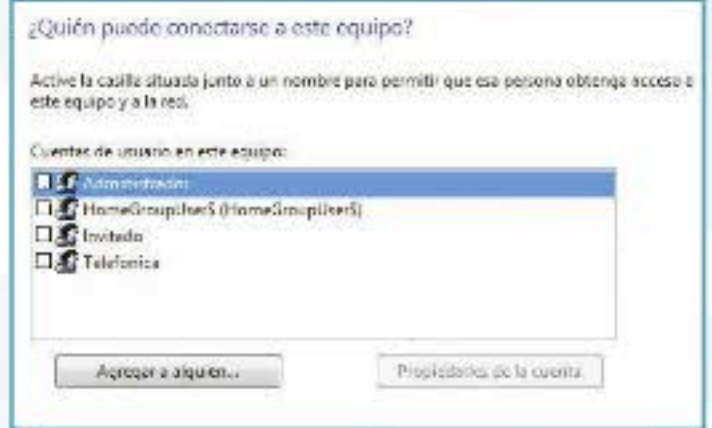 ¿Quién puede conectarse a este equipo?
Active la casilla situada junto a un nombre para permitir que esa persona obtenga acceso a
este equipo y a la red.
Cuentas de usuario en este equipo:
Administrador
HomeGroupUser$ (HomeGroupUser$)
Invitado
Telefonica
Agregar a alguien...
Propiedades de la cuenta